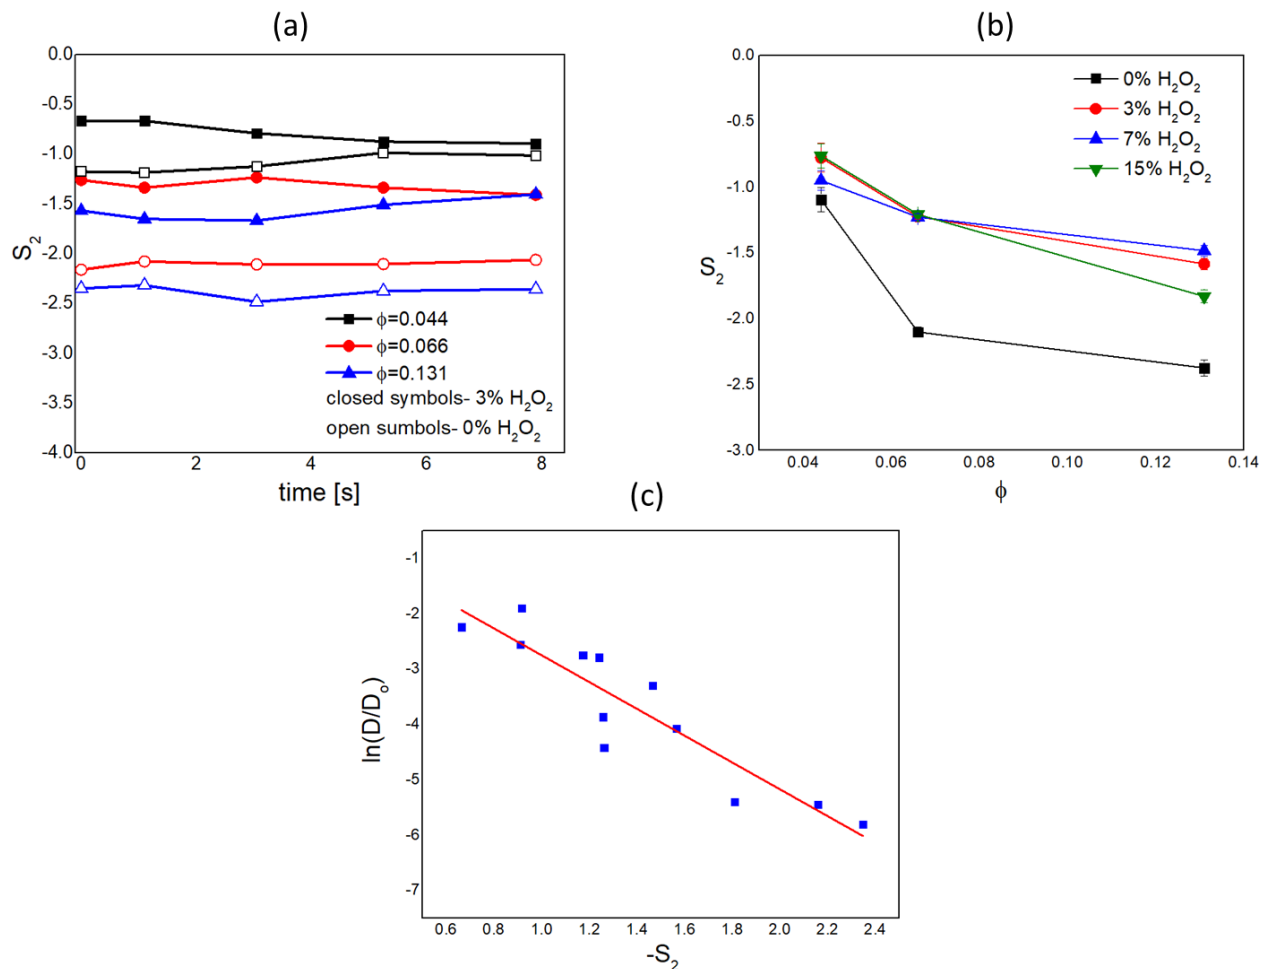 (a)
0.0
-0.5
-1.0
-1.5
-2.0
-2.5
-3.0
-3.5
-4.0
S₂
ϕ=0.044
ϕ=0.066
ϕ=0.131
closed symbols- 3% H₂O₂
open sumbols- 0% H₂O₂
0 2 4 6 8
time [s]
(b)
0.0
-0.5
-1.0
-1.5
-2.0
-2.5
-3.0
S₂
0% H₂O₂
3% H₂O₂
7% H₂O₂
15% H₂O₂
0.04 0.06 0.08 0.10 0.12 0.14
ϕ
(c)
-1
-2
-3
-4
-5
-6
-7
ln(D/Dₒ)
0.6 0.8 1.0 1.2 1.4 1.6 1.8 2.0 2.2 2.4
-S₂